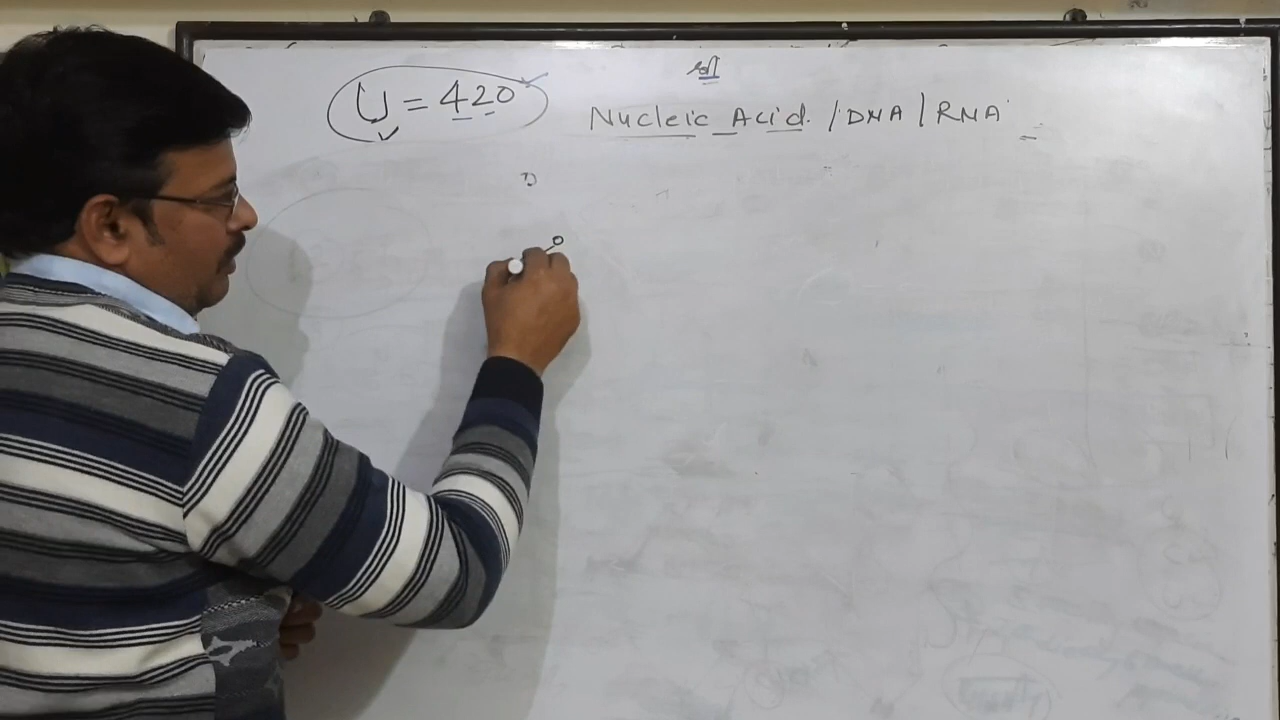 श्री
U = 420
Nucleic Acid. / DNA / RNA